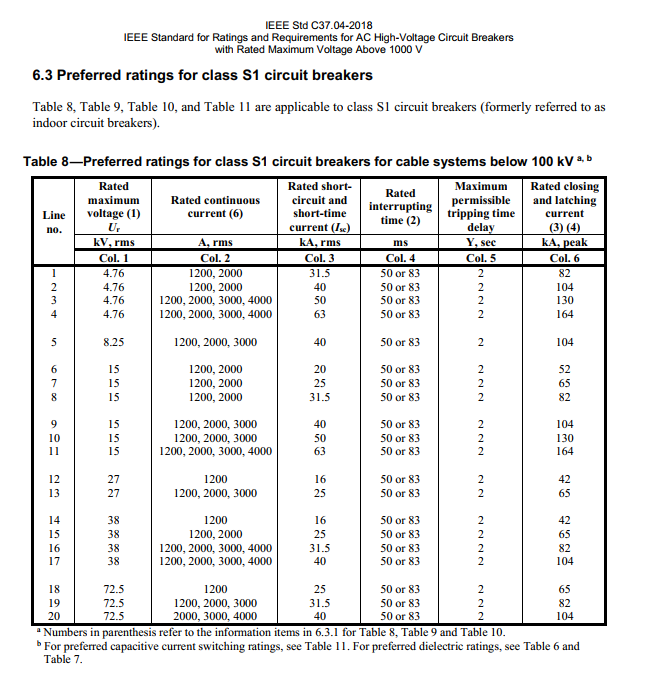 IEEE Std C37.04-2018
IEEE Standard for Ratings and Requirements for AC High-Voltage Circuit Breakers
with Rated Maximum Voltage Above 1000 V
6.3 Preferred ratings for class S1 circuit breakers
Table 8, Table 9, Table 10, and Table 11 are applicable to class S1 circuit breakers (formerly referred to as
indoor circuit breakers).
Table 8—Preferred ratings for class S1 circuit breakers for cable systems below 100 kV a, b
Line no. | Rated maximum voltage (1) Ur | Rated continuous current (6) | Rated short-circuit and short-time current (Isc) | Rated interrupting time (2) | Maximum permissible tripping time delay | Rated closing and latching current (3) (4)
kV, rms | A, rms | kA, rms | ms | Y, sec | kA, peak
Col. 1 | Col. 2 | Col. 3 | Col. 4 | Col. 5 | Col. 6
1 | 4.76 | 1200, 2000 | 31.5 | 50 or 83 | 2 | 82
2 | 4.76 | 1200, 2000 | 40 | 50 or 83 | 2 | 104
3 | 4.76 | 1200, 2000, 3000, 4000 | 50 | 50 or 83 | 2 | 130
4 | 4.76 | 1200, 2000, 3000, 4000 | 63 | 50 or 83 | 2 | 164
5 | 8.25 | 1200, 2000, 3000 | 40 | 50 or 83 | 2 | 104
6 | 15 | 1200, 2000 | 20 | 50 or 83 | 2 | 52
7 | 15 | 1200, 2000 | 25 | 50 or 83 | 2 | 65
8 | 15 | 1200, 2000 | 31.5 | 50 or 83 | 2 | 82
9 | 15 | 1200, 2000, 3000 | 40 | 50 or 83 | 2 | 104
10 | 15 | 1200, 2000, 3000 | 50 | 50 or 83 | 2 | 130
11 | 15 | 1200, 2000, 3000, 4000 | 63 | 50 or 83 | 2 | 164
12 | 27 | 1200 | 16 | 50 or 83 | 2 | 42
13 | 27 | 1200, 2000, 3000 | 25 | 50 or 83 | 2 | 65
14 | 38 | 1200 | 16 | 50 or 83 | 2 | 42
15 | 38 | 1200, 2000 | 25 | 50 or 83 | 2 | 65
16 | 38 | 1200, 2000, 3000, 4000 | 31.5 | 50 or 83 | 2 | 82
17 | 38 | 1200, 2000, 3000, 4000 | 40 | 50 or 83 | 2 | 104
18 | 72.5 | 1200 | 25 | 50 or 83 | 2 | 65
19 | 72.5 | 1200, 2000, 3000 | 31.5 | 50 or 83 | 2 | 82
20 | 72.5 | 2000, 3000, 4000 | 40 | 50 or 83 | 2 | 104
a Numbers in parenthesis refer to the information items in 6.3.1 for Table 8, Table 9 and Table 10.
b For preferred capacitive current switching ratings, see Table 11. For preferred dielectric ratings, see Table 6 and
Table 7.